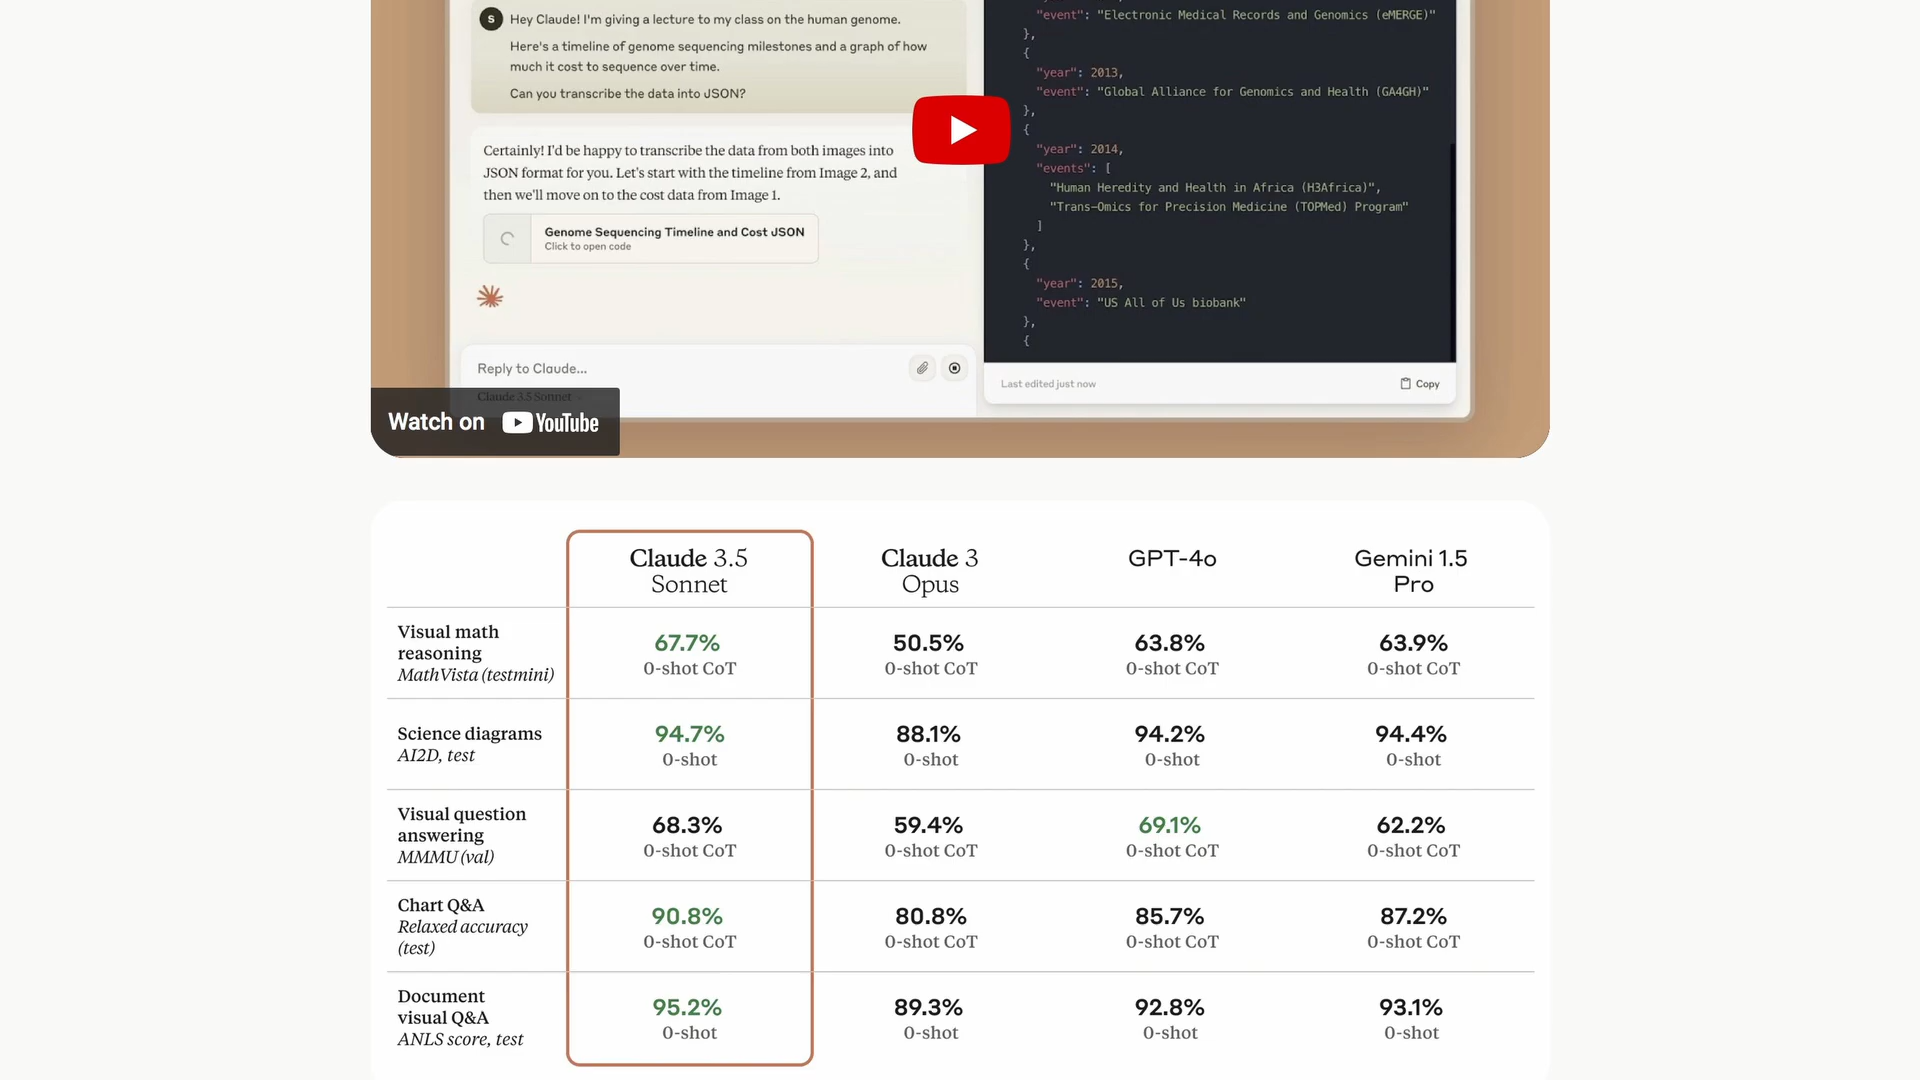 S
Hey Claude! I'm giving a lecture to my class on the human genome.
Here's a timeline of genome sequencing milestones and a graph of how
much it cost to sequence over time.
Can you transcribe the data into JSON?
Certainly! I'd be happy to transcribe the data from both images into
JSON format for you. Let's start with the timeline from Image 2, and
then we'll move on to the cost data from Image 1.
Genome Sequencing Timeline and Cost JSON
Click to open code
Reply to Claude...
Claude 3.5 Sonnet
Watch on YouTube
"event": "Electronic Medical Records and Genomics (eMERGE)"
},
{
"year": 2013,
"event": "Global Alliance for Genomics and Health (GA4GH)"
},
{
"year": 2014,
"events": [
"Human Heredity and Health in Africa (H3Africa)",
"Trans-Omics for Precision Medicine (TOPMed) Program"
]
},
{
"year": 2015,
"event": "US All of Us biobank"
},
{
Last edited just now
Copy
Claude 3.5
Sonnet
Claude 3
Opus
GPT-4o
Gemini 1.5
Pro
Visual math
reasoning
MathVista (testmini)
67.7%
0-shot CoT
50.5%
0-shot CoT
63.8%
0-shot CoT
63.9%
0-shot CoT
Science diagrams
AI2D, test
94.7%
0-shot
88.1%
0-shot
94.2%
0-shot
94.4%
0-shot
Visual question
answering
MMMU (val)
68.3%
0-shot CoT
59.4%
0-shot CoT
69.1%
0-shot CoT
62.2%
0-shot CoT
Chart Q&A
Relaxed accuracy
(test)
90.8%
0-shot CoT
80.8%
0-shot CoT
85.7%
0-shot CoT
87.2%
0-shot CoT
Document
visual Q&A
ANLS score, test
95.2%
0-shot
89.3%
0-shot
92.8%
0-shot
93.1%
0-shot